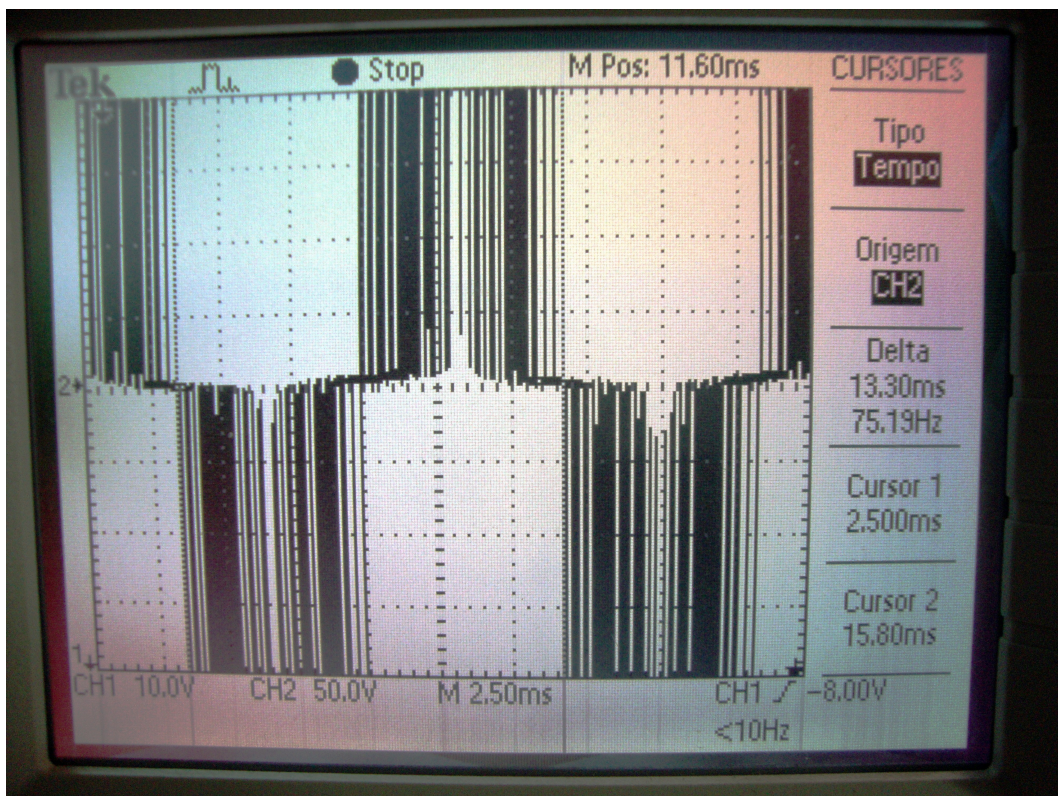 Tek Stop M Pos: 11.60ms CURSORES
Tipo
Tempo
Origem
CH2
Delta
13.30ms
75.19Hz
Cursor 1
2.500ms
Cursor 2
15.80ms
2
1
CH1 10.0V CH2 50.0V M 2.50ms CH1 -8.00V
<10Hz